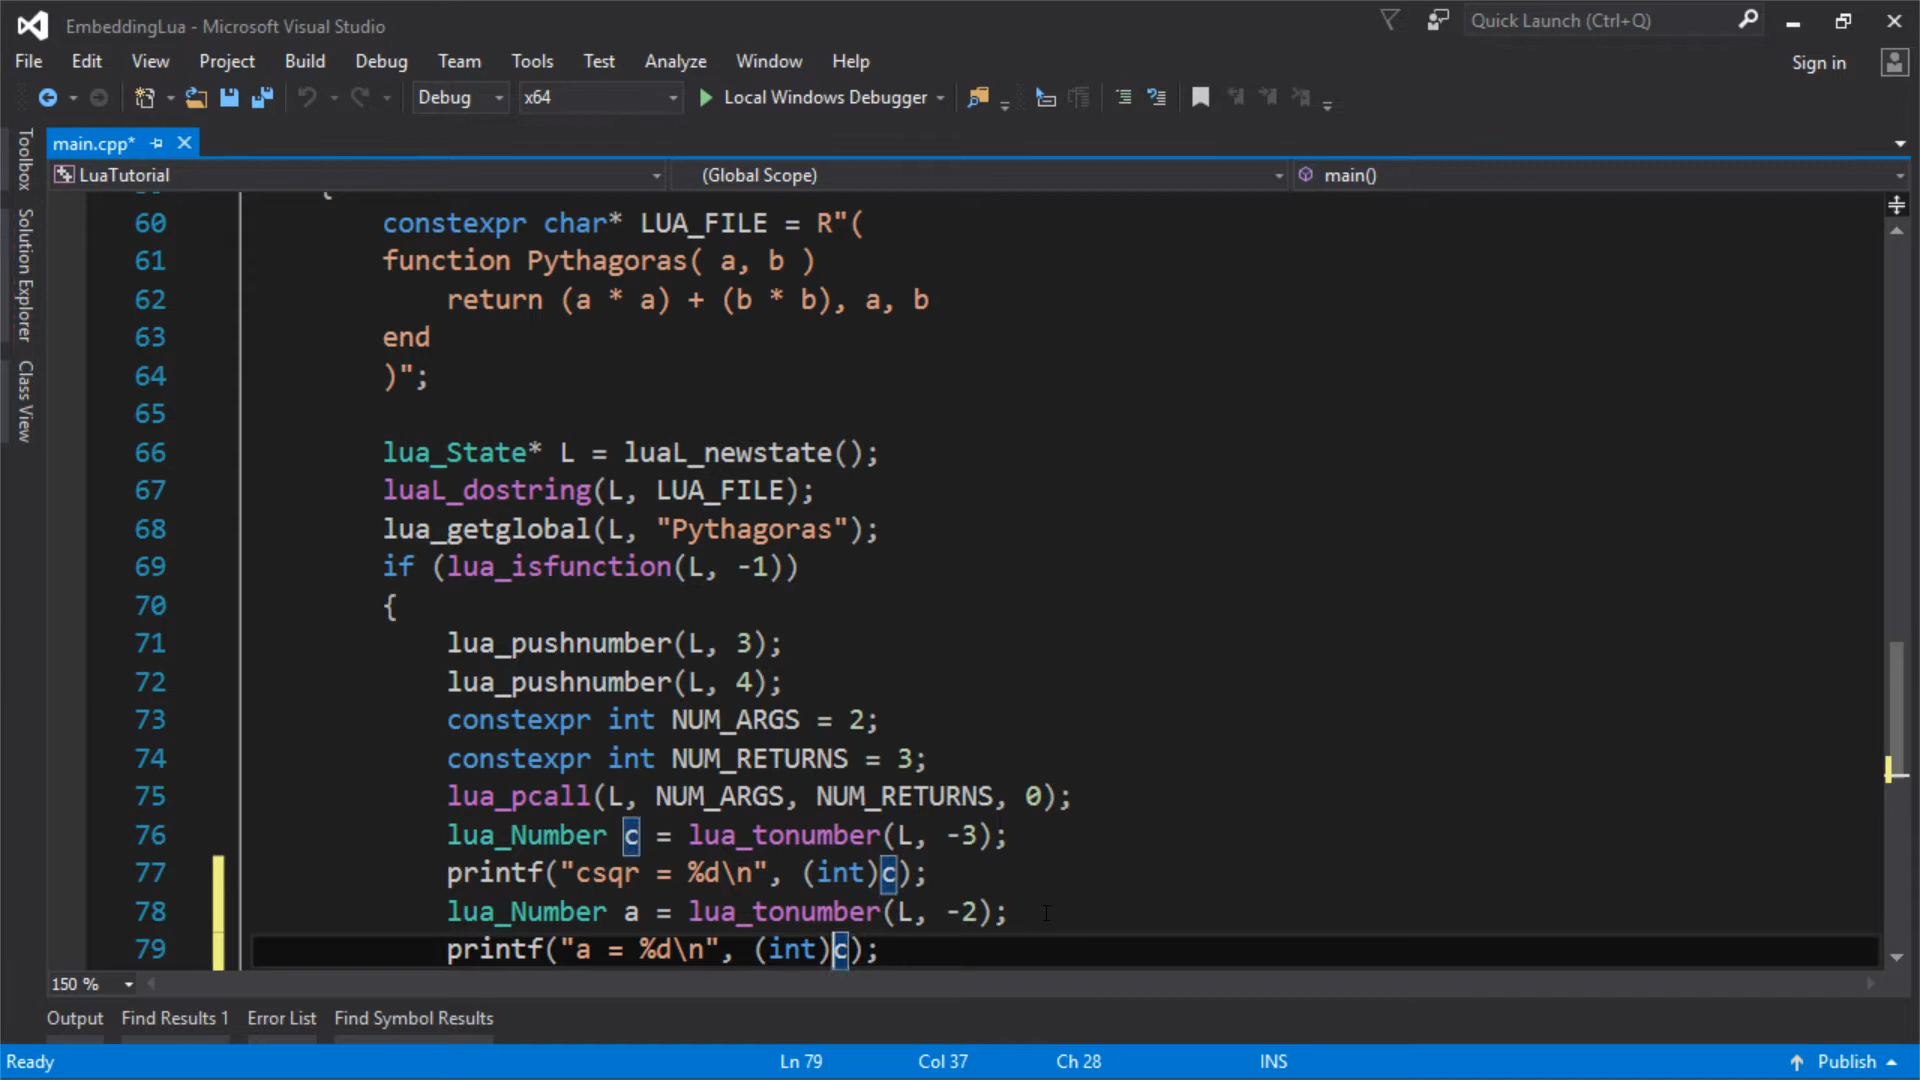 EmbeddingLua - Microsoft Visual Studio
Quick Launch (Ctrl+Q)
File Edit View Project Build Debug Team Tools Test Analyze Window Help
Sign in
Debug x64 Local Windows Debugger
Toolbox
Solution Explorer
Class View
main.cpp*
LuaTutorial (Global Scope) main()
{
60 constexpr char* LUA_FILE = R"(
61 function Pythagoras( a, b )
62 return (a * a) + (b * b), a, b
63 end
64 )";
65
66 lua_State* L = luaL_newstate();
67 luaL_dostring(L, LUA_FILE);
68 lua_getglobal(L, "Pythagoras");
69 if (lua_isfunction(L, -1))
70 {
71 lua_pushnumber(L, 3);
72 lua_pushnumber(L, 4);
73 constexpr int NUM_ARGS = 2;
74 constexpr int NUM_RETURNS = 3;
75 lua_pcall(L, NUM_ARGS, NUM_RETURNS, 0);
76 lua_Number c = lua_tonumber(L, -3);
77 printf("csqr = %d\n", (int)c);
78 lua_Number a = lua_tonumber(L, -2);
79 printf("a = %d\n", (int)c);
150 %
Output Find Results 1 Error List Find Symbol Results
Ready Ln 79 Col 37 Ch 28 INS Publish